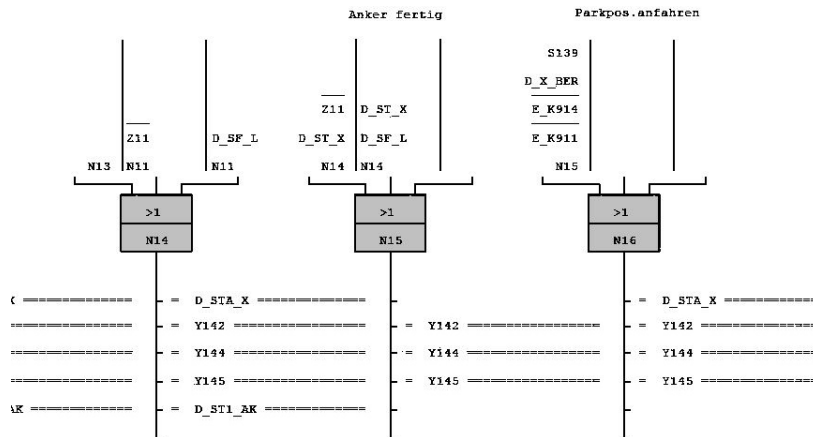 Anker fertig Parkpos.anfahren
S139
D_X_BER
Z11 D_ST_X E_K914
Z11 D_SF_L D_ST_X D_SF_L E_K911
N13 N11 N11 N14 N14 N15
>1 >1 >1
N14 N15 N16
= D_STA_X = D_STA_X
= Y142 = Y142 = Y142
= Y144 = Y144 = Y144
= Y145 = Y145 = Y145
AK = D_ST1_AK